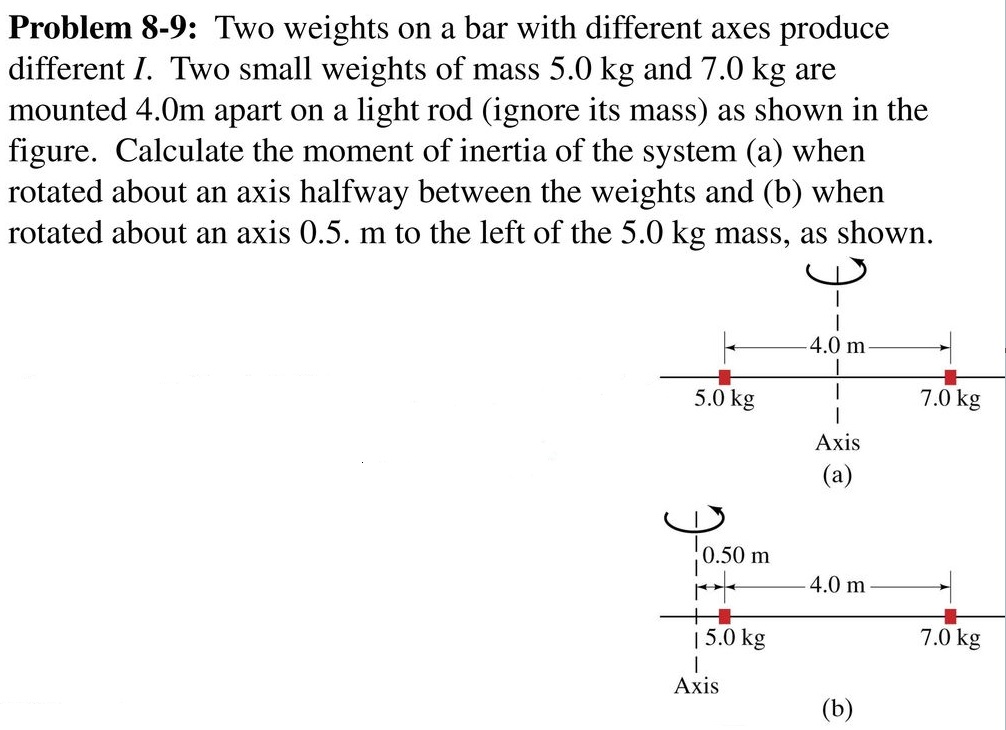 Problem 8-9: Two weights on a bar with different axes produce
different I. Two small weights of mass 5.0 kg and 7.0 kg are
mounted 4.0m apart on a light rod (ignore its mass) as shown in the
figure. Calculate the moment of inertia of the system (a) when
rotated about an axis halfway between the weights and (b) when
rotated about an axis 0.5. m to the left of the 5.0 kg mass, as shown.
4.0 m
5.0 kg
7.0 kg
Axis
(a)
0.50 m
4.0 m
5.0 kg
7.0 kg
Axis
(b)